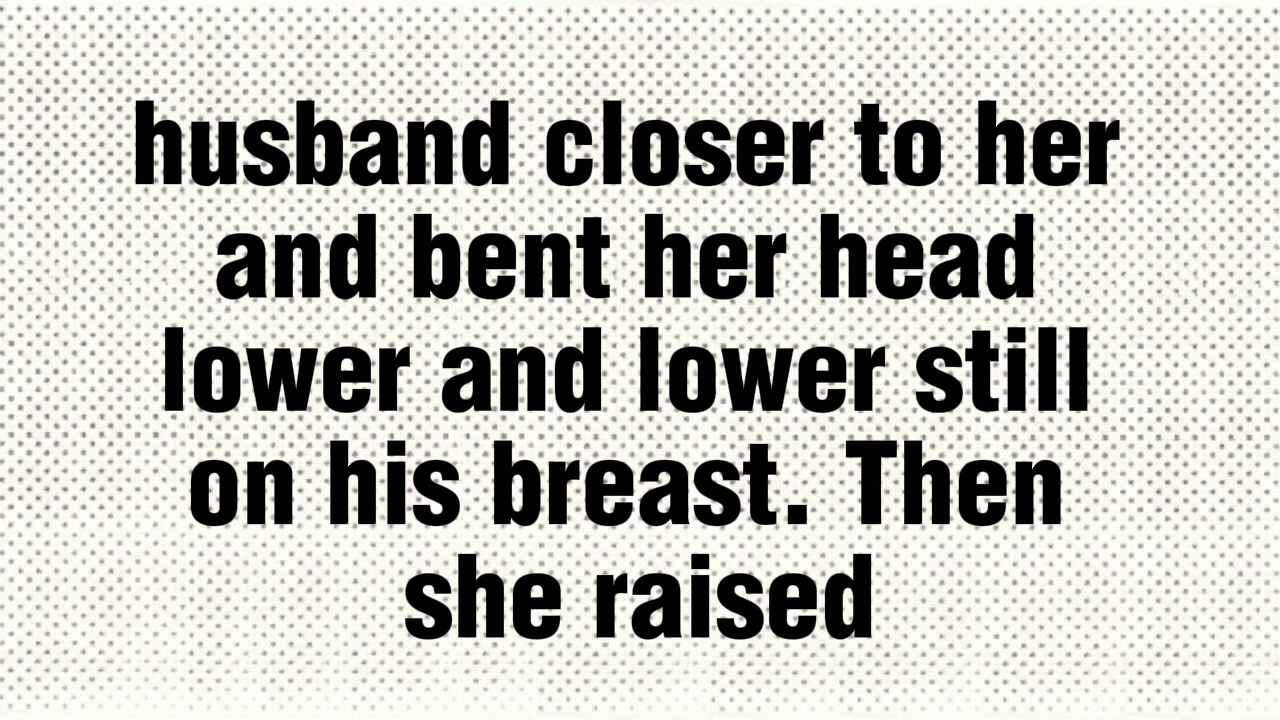 husband closer to her
and bent her head
lower and lower still
on his breast. Then
she raised